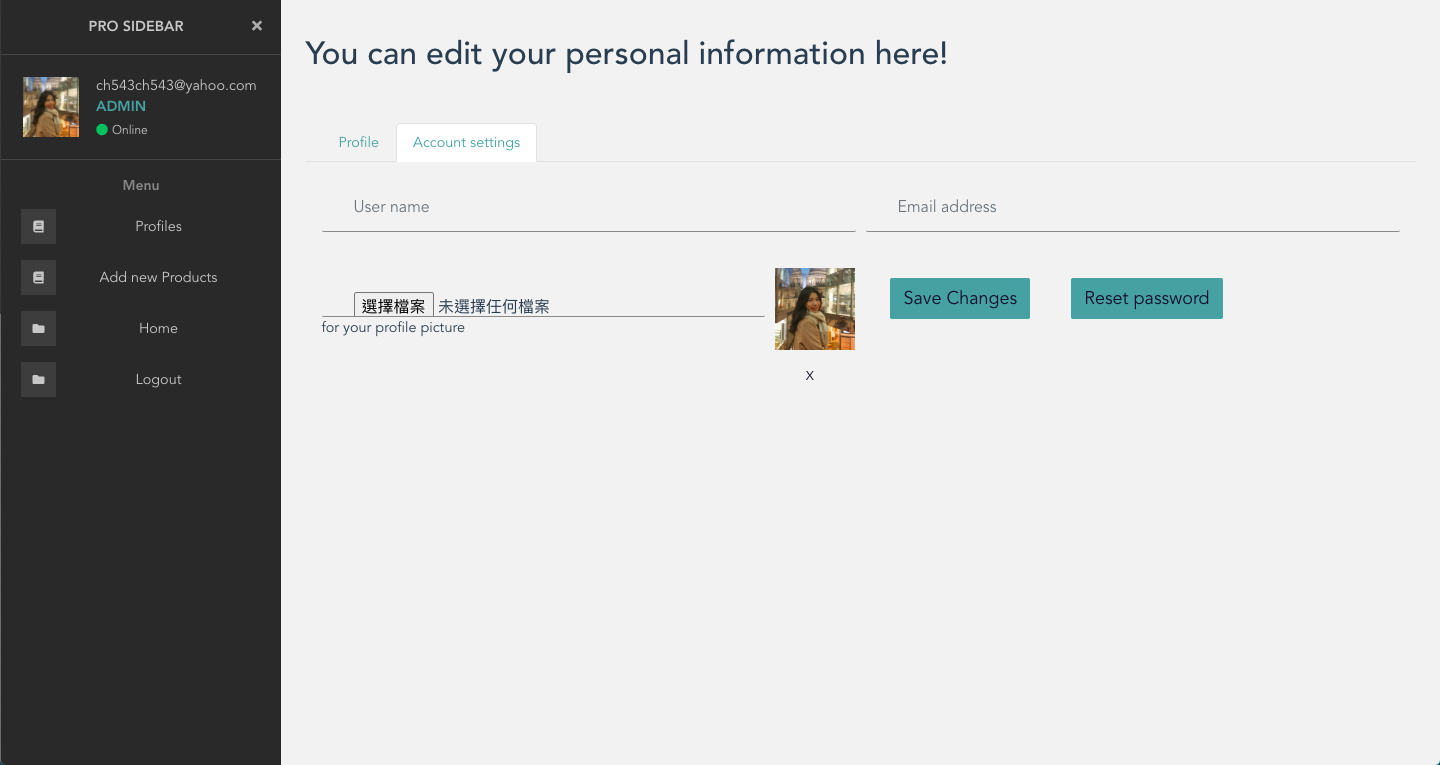 PRO SIDEBAR
ch543ch543@yahoo.com
ADMIN
Online
Menu
Profiles
Add new Products
Home
Logout
You can edit your personal information here!
Profile
Account settings
User name
Email address
選擇檔案 未選擇任何檔案
for your profile picture
x
Save Changes
Reset password